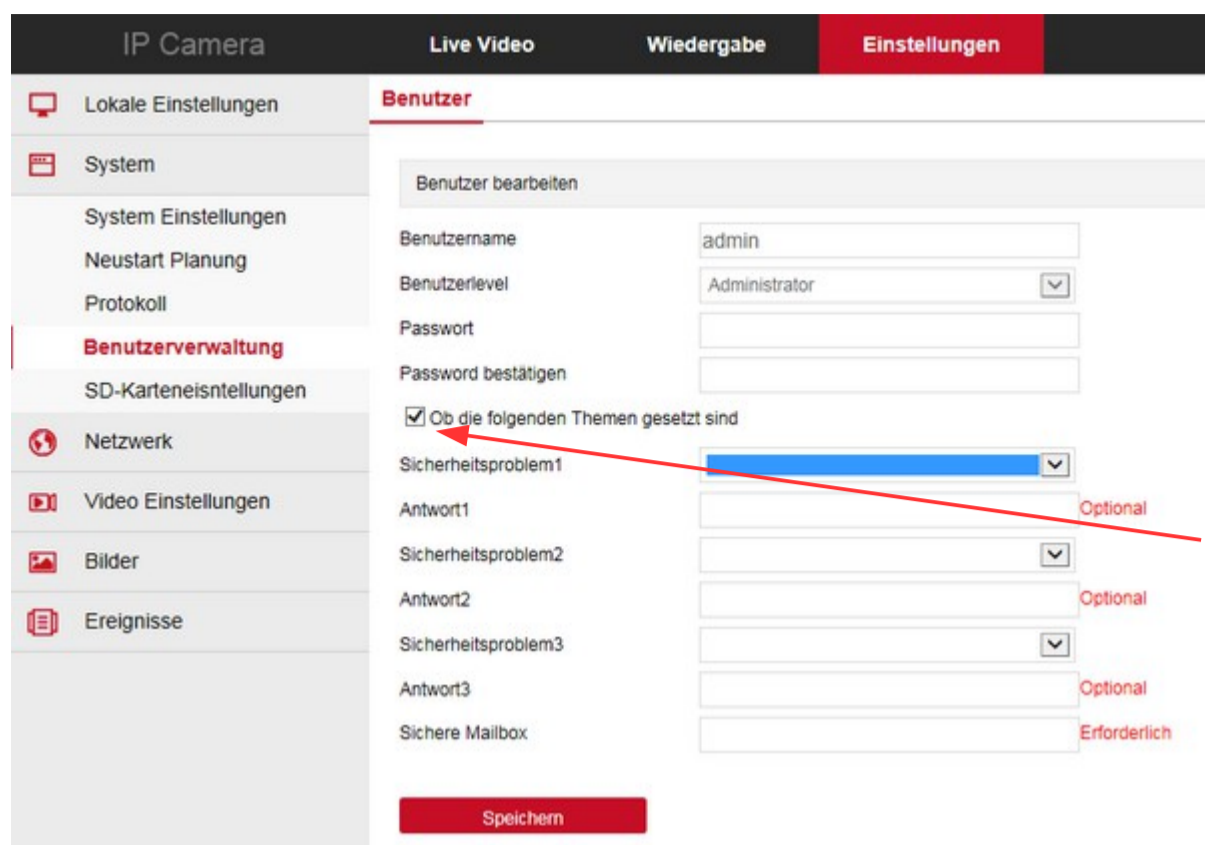 IP Camera
Live Video
Wiedergabe
Einstellungen
Lokale Einstellungen
System
System Einstellungen
Neustart Planung
Protokoll
Benutzerverwaltung
SD-Karteneisntellungen
Netzwerk
Video Einstellungen
Bilder
Ereignisse
Benutzer
Benutzer bearbeiten
Benutzername admin
Benutzerlevel Administrator
Passwort
Password bestätigen
Ob die folgenden Themen gesetzt sind
Sicherheitsproblem1
Antwort1 Optional
Sicherheitsproblem2
Antwort2 Optional
Sicherheitsproblem3
Antwort3 Optional
Sichere Mailbox Erforderlich
Speichern